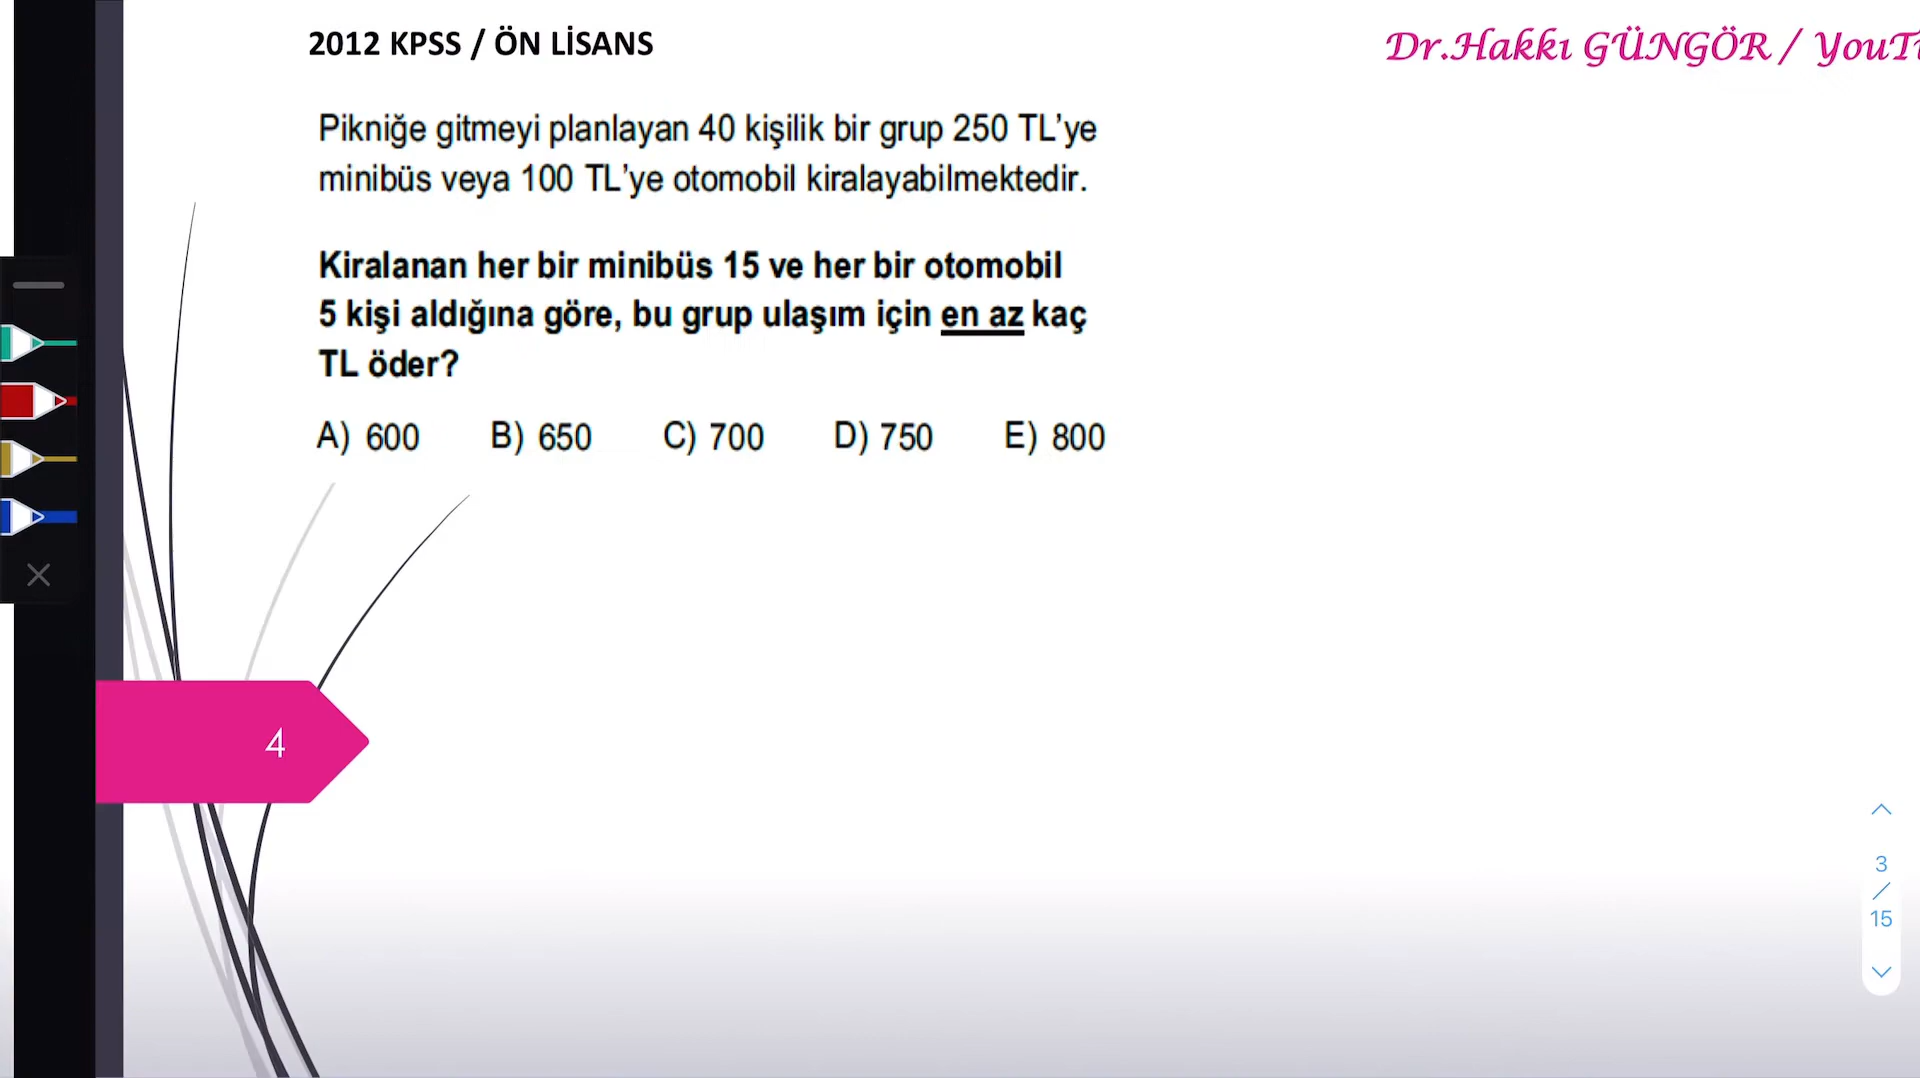 2012 KPSS / ÖN LİSANS
Dr.Hakkı GÜNGÖR / YouT
Pikniğe gitmeyi planlayan 40 kişilik bir grup 250 TL’ye
minibüs veya 100 TL’ye otomobil kiralayabilmektedir.
Kiralanan her bir minibüs 15 ve her bir otomobil
5 kişi aldığına göre, bu grup ulaşım için en az kaç
TL öder?
A) 600 B) 650 C) 700 D) 750 E) 800
4
3
/
15